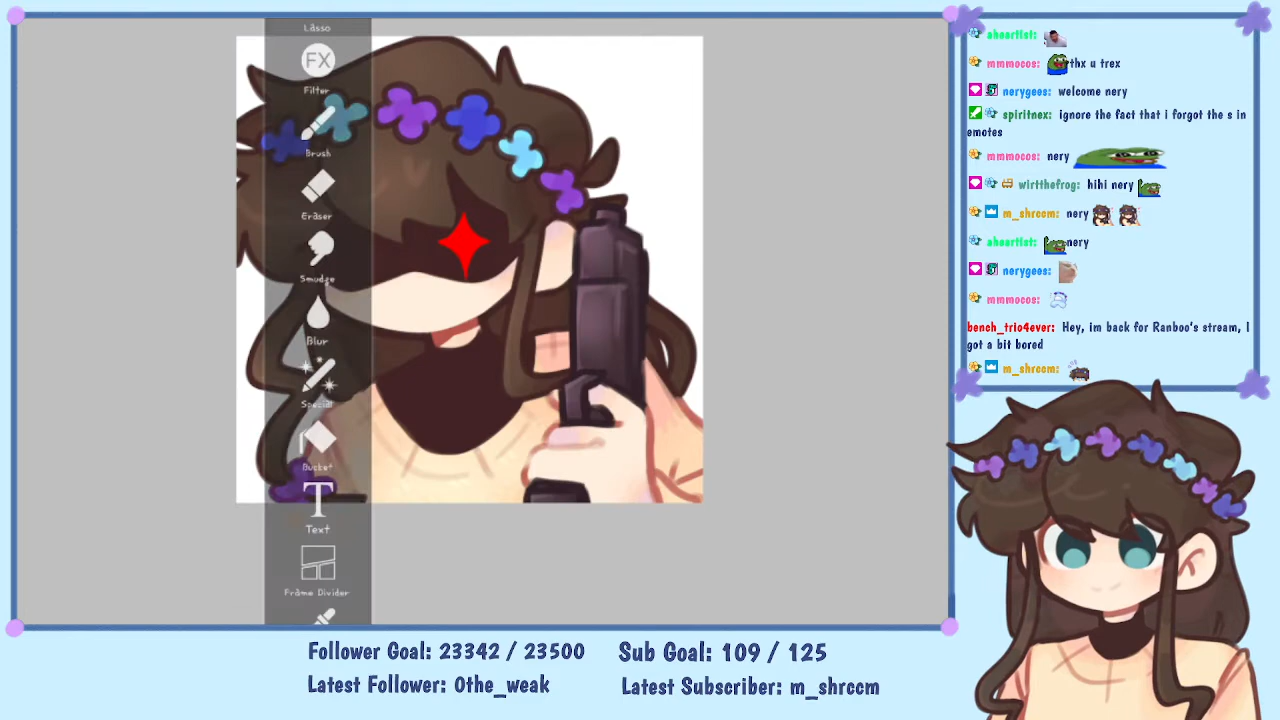 Lasso
FX
Filter
Brush
Eraser
Smudge
Blur
Special
Bucket
T
Text
Frame Divider
aheartist:
mmmocos: thx u trex
nerygees: welcome nery
spiritnex: ignore the fact that i forgot the s in
emotes
mmmocos: nery
wirtthefrog: hihi nery
m_shrccm: nery
aheartist: nery
nerygees:
mmmocos:
bench_trio4ever: Hey, im back for Ranboo's stream, i
got a bit bored
m_shrccm:
Follower Goal: 23342 / 23500
Sub Goal: 109 / 125
Latest Follower: 0the_weak
Latest Subscriber: m_shrccm